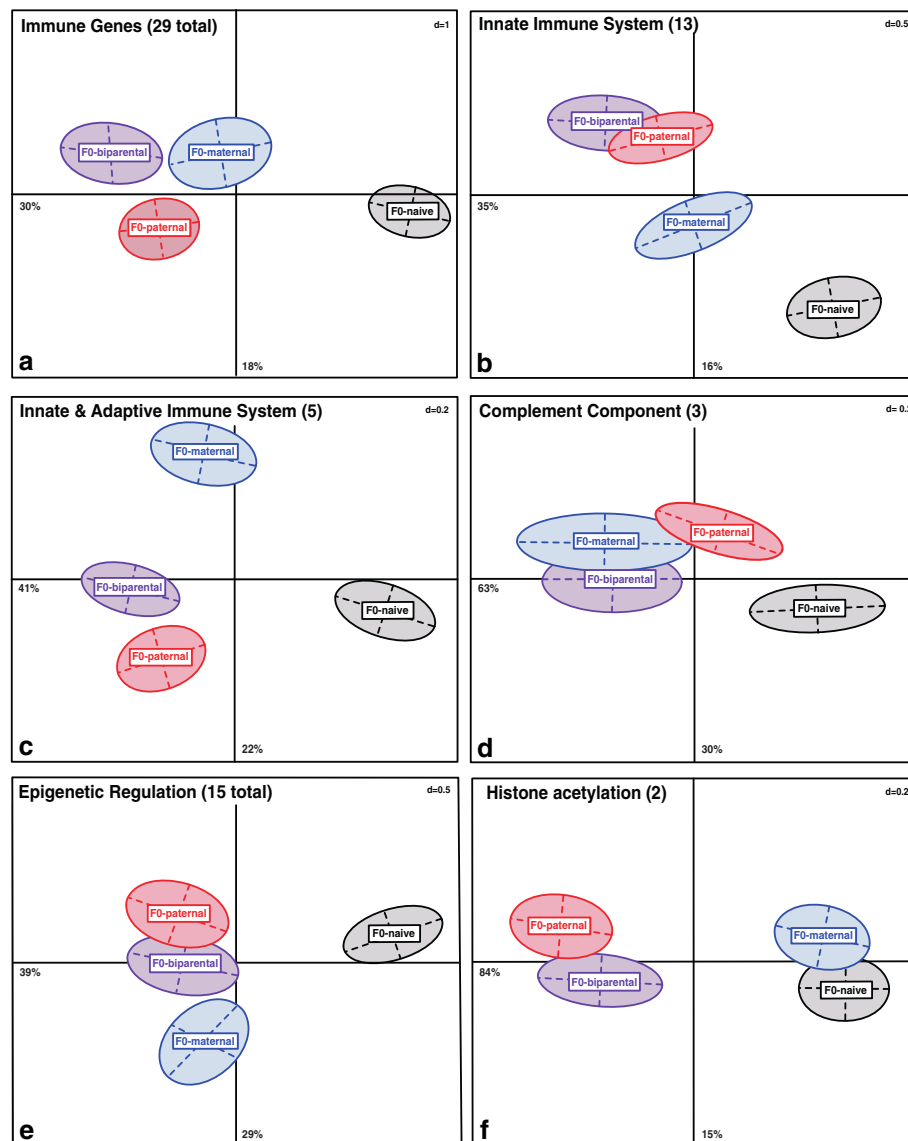 Immune Genes (29 total)
d=1
F0-biparental
F0-maternal
30%
F0-naive
F0-paternal
a
18%
Innate Immune System (13)
d=0.5
F0-biparental
F0-paternal
35%
F0-maternal
F0-naive
b
16%
Innate & Adaptive Immune System (5)
d=0.2
F0-maternal
41%
F0-biparental
F0-naive
F0-paternal
c
22%
Complement Component (3)
F0-paternal
F0-maternal
F0-biparental
63%
F0-naive
d
30%
Epigenetic Regulation (15 total)
d=0.5
F0-paternal
F0-naive
F0-biparental
39%
F0-maternal
e
29%
Histone acetylation (2)
d=0.2
F0-paternal
F0-maternal
84%
F0-biparental
F0-naive
f
15%